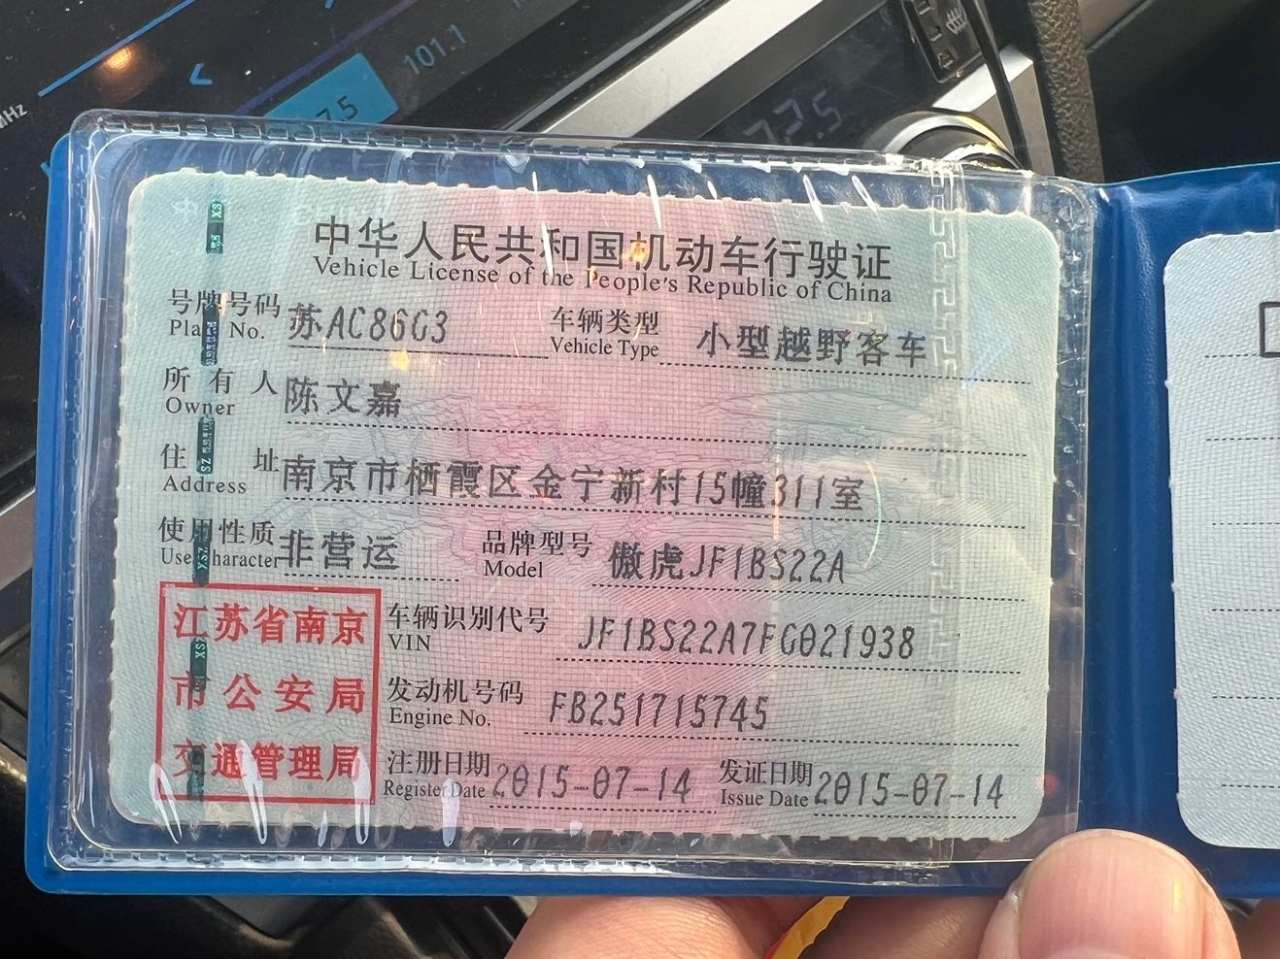 MHz
101.1
7.5
22.5
中华人民共和国机动车行驶证
Vehicle License of the People's Republic of China
号牌号码 苏AC86G3 车辆类型 小型越野客车
Plate No. Vehicle Type
所有人 陈文嘉
Owner
住址 南京市栖霞区金宁新村15幢311室
Address
使用性质 非营运 品牌型号 傲虎JF1BS22A
Use Character Model
江苏省南京
市公安局
交通管理局
车辆识别代号 JF1BS22A7FG021938
VIN
发动机号码 FB251715745
Engine No.
注册日期 2015-07-14 发证日期 2015-07-14
Register Date Issue Date